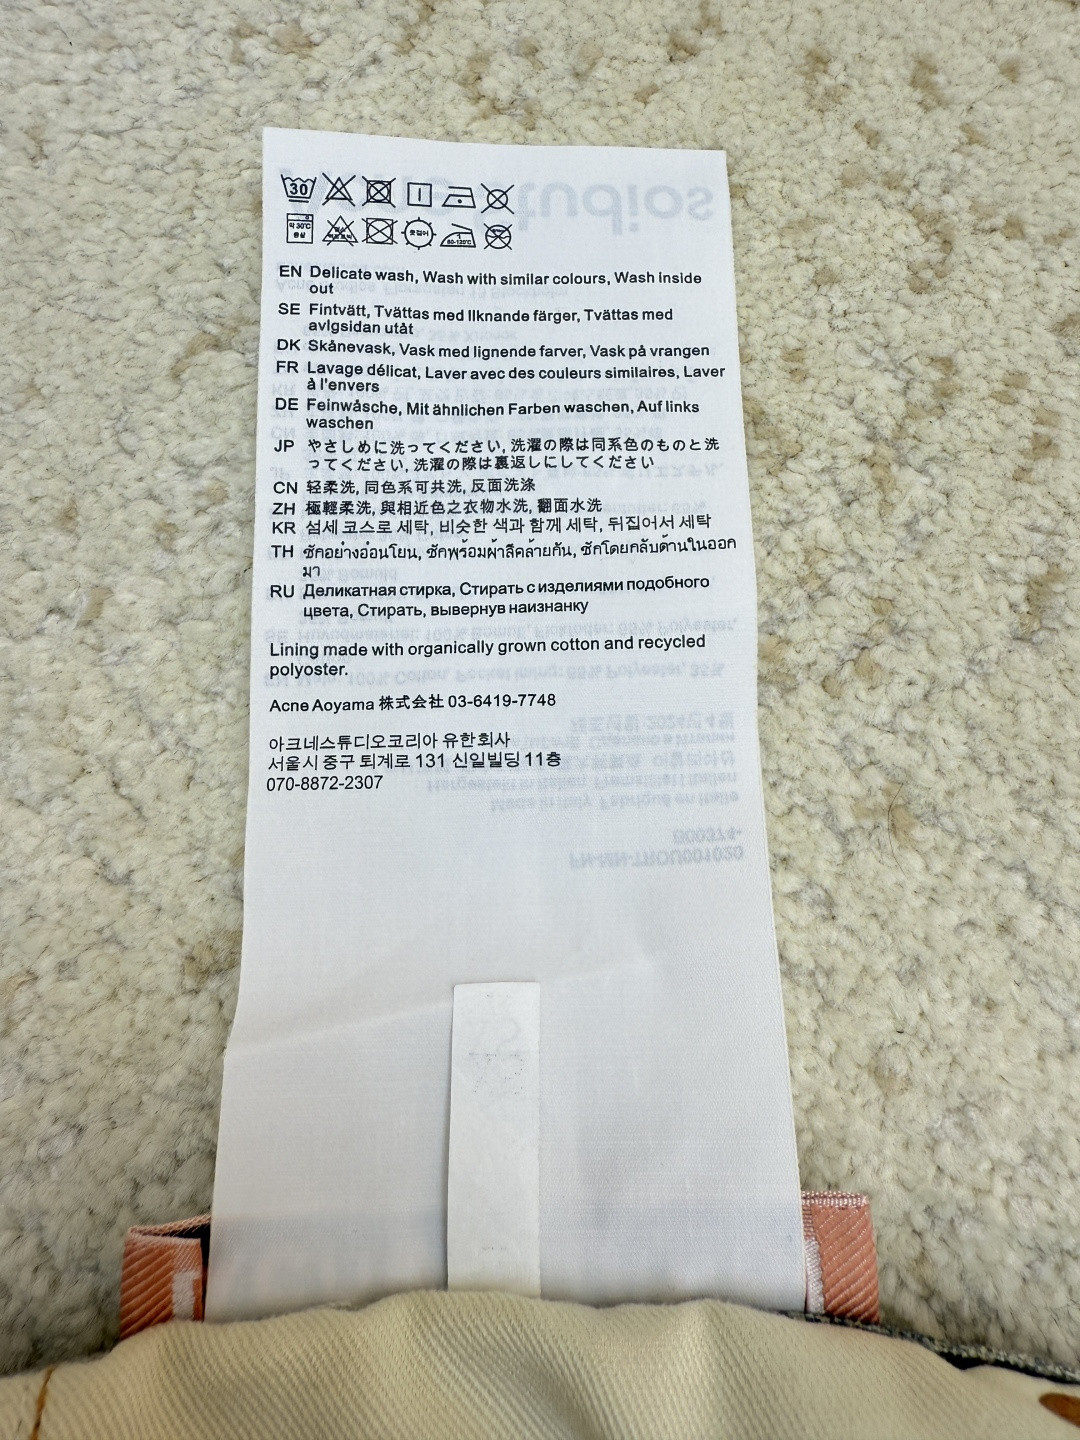 30
약 30℃
중성
옷걸이
80-120℃
EN Delicate wash, Wash with similar colours, Wash inside
out
SE Fintvätt, Tvättas med lIknande färger, Tvättas med
avIgsidan utåt
DK Skånevask, Vask med lignende farver, Vask på vrangen
FR Lavage délicat, Laver avec des couleurs similaires, Laver
à l'envers
DE Feinwåsche, Mit ähnlichen Farben waschen, Auf links
waschen
JP やさしめに洗ってください, 洗濯の際は同系色のものと洗
ってください, 洗濯の際は裏返しにしてください
CN 轻柔洗, 同色系可共洗, 反面洗涤
ZH 極輕柔洗, 與相近色之衣物水洗, 翻面水洗
KR 섬세 코스로 세탁, 비슷한 색과 함께 세탁, 뒤집어서 세탁
TH ซักอย่างอ่อนโยน, ซักพร้อมผ้าสีคล้ายกัน, ซักโดยกลับด้านในออก
มา
RU Деликатная стирка, Стирать с изделиями подобного
цвета, Стирать, вывернув наизнанку
Lining made with organically grown cotton and recycled
polyoster.
Acne Aoyama 株式会社 03-6419-7748
아크네스튜디오코리아 유한회사
서울시 중구 퇴계로 131 신일빌딩 11층
070-8872-2307